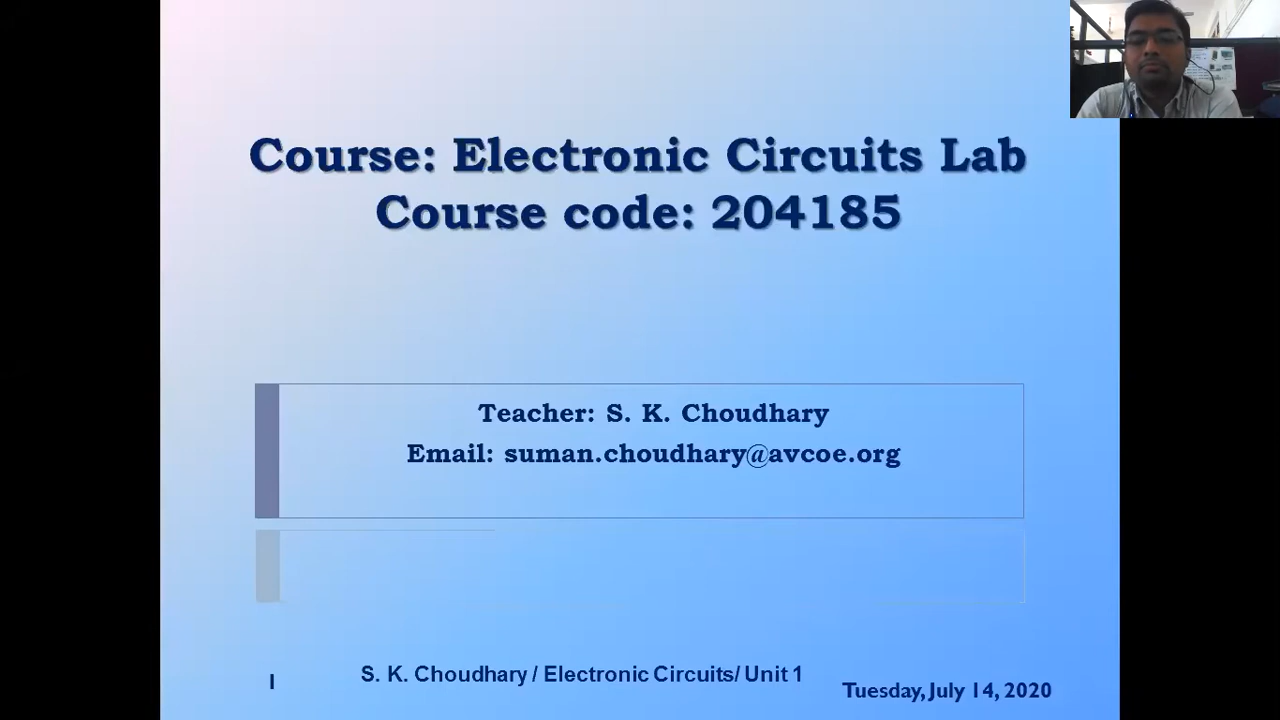 Course: Electronic Circuits Lab
Course code: 204185
Teacher: S. K. Choudhary
Email: suman.choudhary@avcoe.org
1
S. K. Choudhary / Electronic Circuits/ Unit 1
Tuesday, July 14, 2020